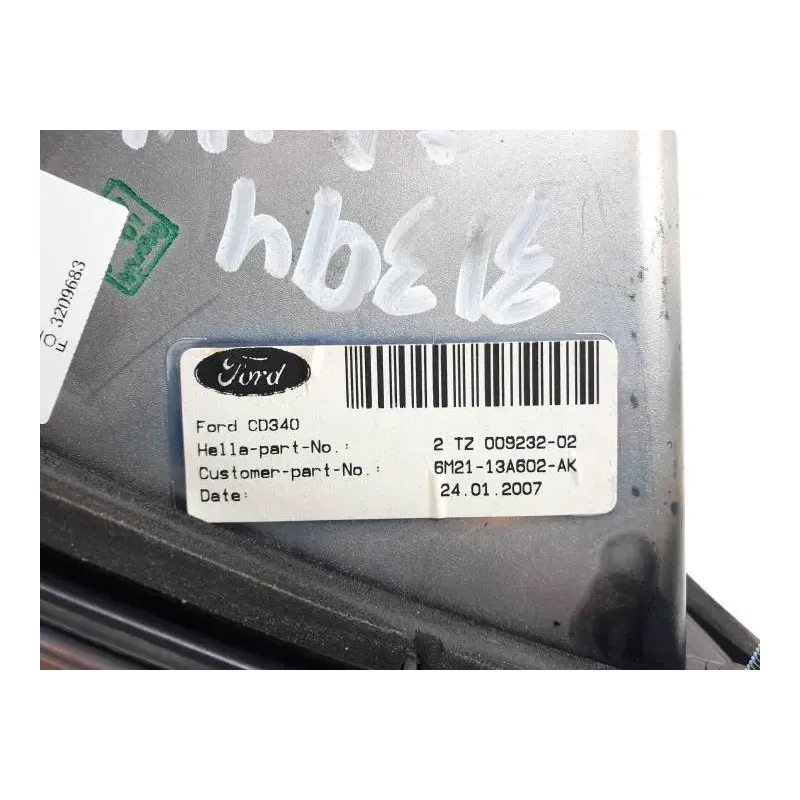 31394
3209683
Ford
Ford CD340
Hella-part-No.: 2 TZ 009232-02
Customer-part-No.: 6M21-13A602-AK
Date: 24.01.2007